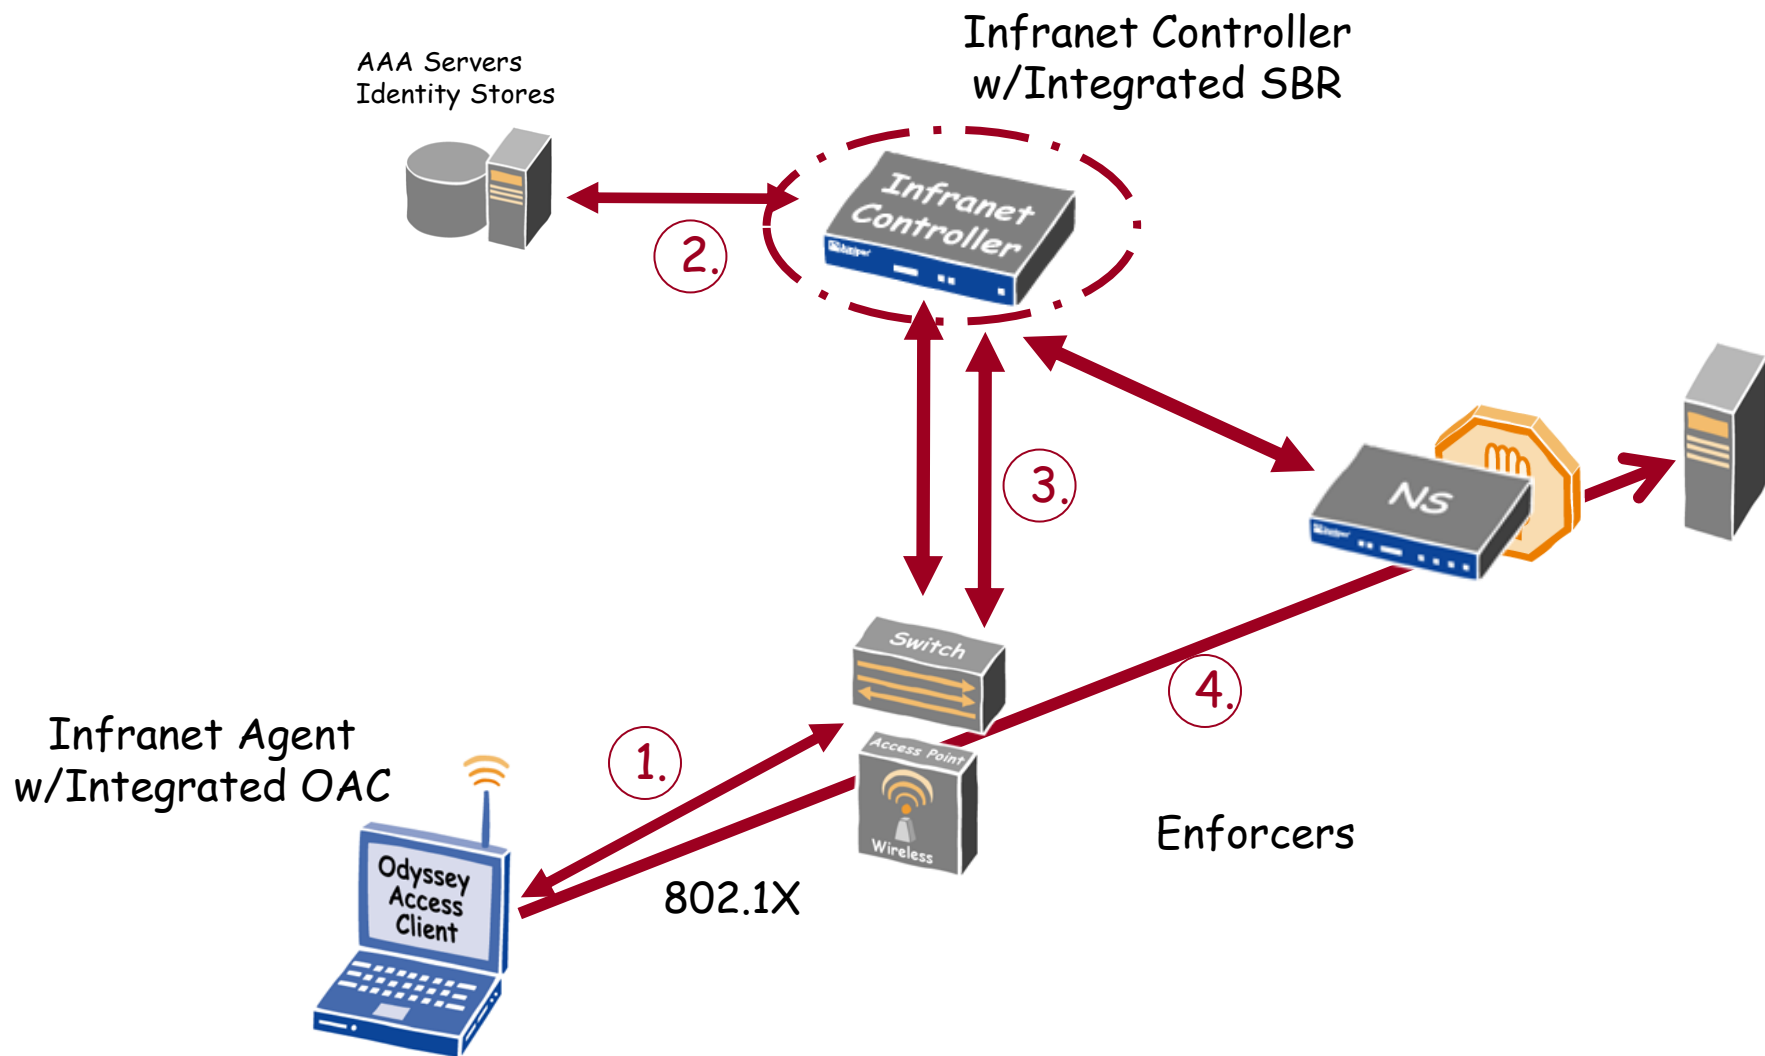 Infranet Controller
w/Integrated SBR
AAA Servers
Identity Stores
Infranet
Controller
Juniper
2.
3.
NS
Switch
4.
Infranet Agent
w/Integrated OAC
1.
Access Point
Wireless
Enforcers
Odyssey
Access
Client
802.1X